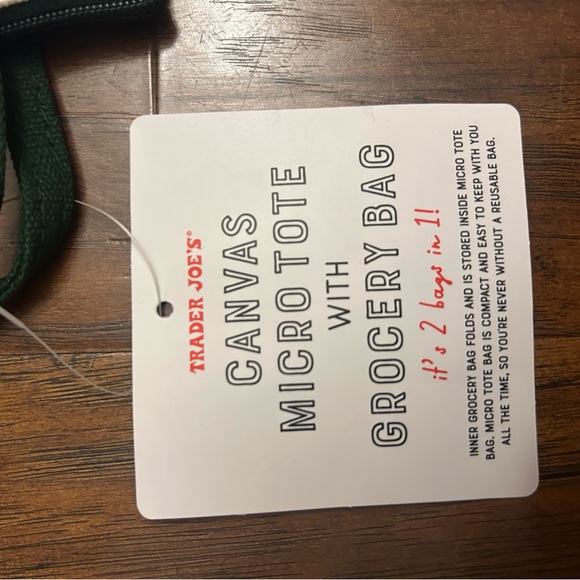 TRADER JOE'S®
CANVAS
MICRO TOTE
WITH
GROCERY BAG
it's 2 bags in 1!
INNER GROCERY BAG FOLDS AND IS STORED INSIDE MICRO TOTE
BAG. MICRO TOTE BAG IS COMPACT AND EASY TO KEEP WITH YOU
ALL THE TIME, SO YOU'RE NEVER WITHOUT A REUSABLE BAG.